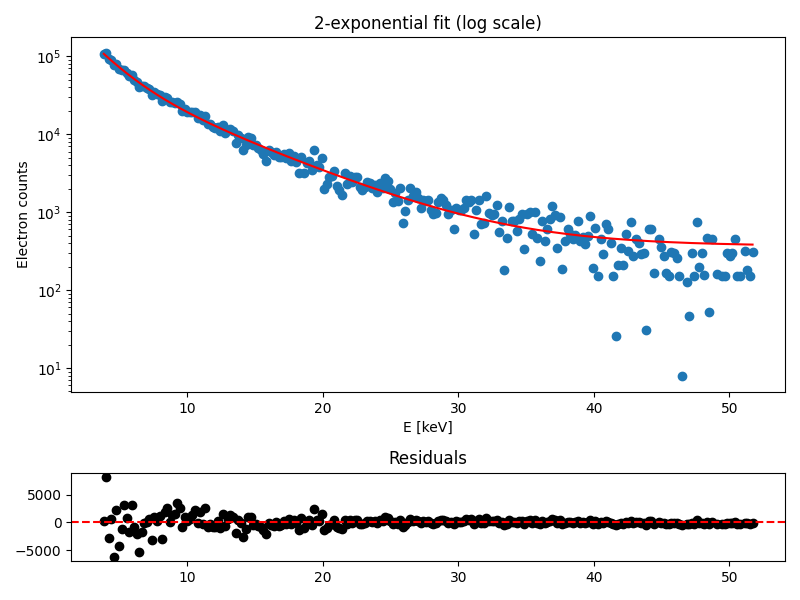 2-exponential fit (log scale)
Electron counts
10^5
10^4
10^3
10^2
10^1
10 20 30 40 50
E [keV]
Residuals
5000
0
−5000
10 20 30 40 50